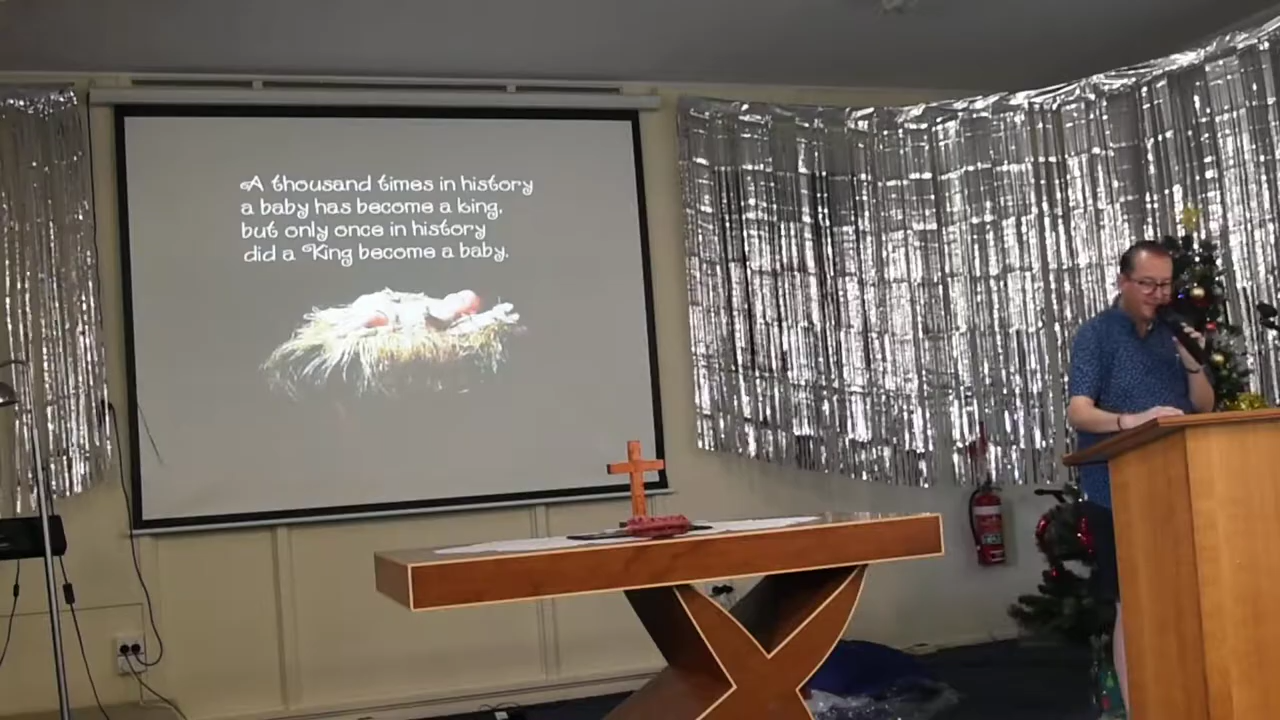 A thousand times in history
a baby has become a king,
but only once in history
did a King become a baby.